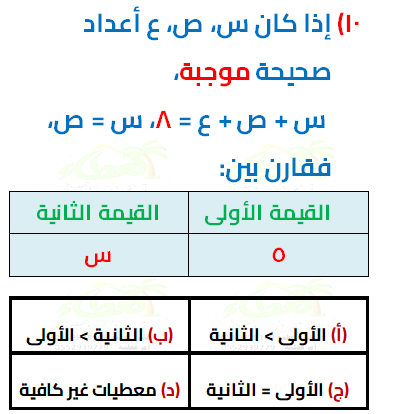 ١٠) إذا كان س، ص، ع أعداد
صحيحة موجبة،
س + ص + ع = ٨، س = ص،
فقارن بين:
القيمة الأولى القيمة الثانية
٥ س
(أ) الأولى > الثانية (ب) الثانية > الأولى
(ج) الأولى = الثانية (د) معطيات غير كافية